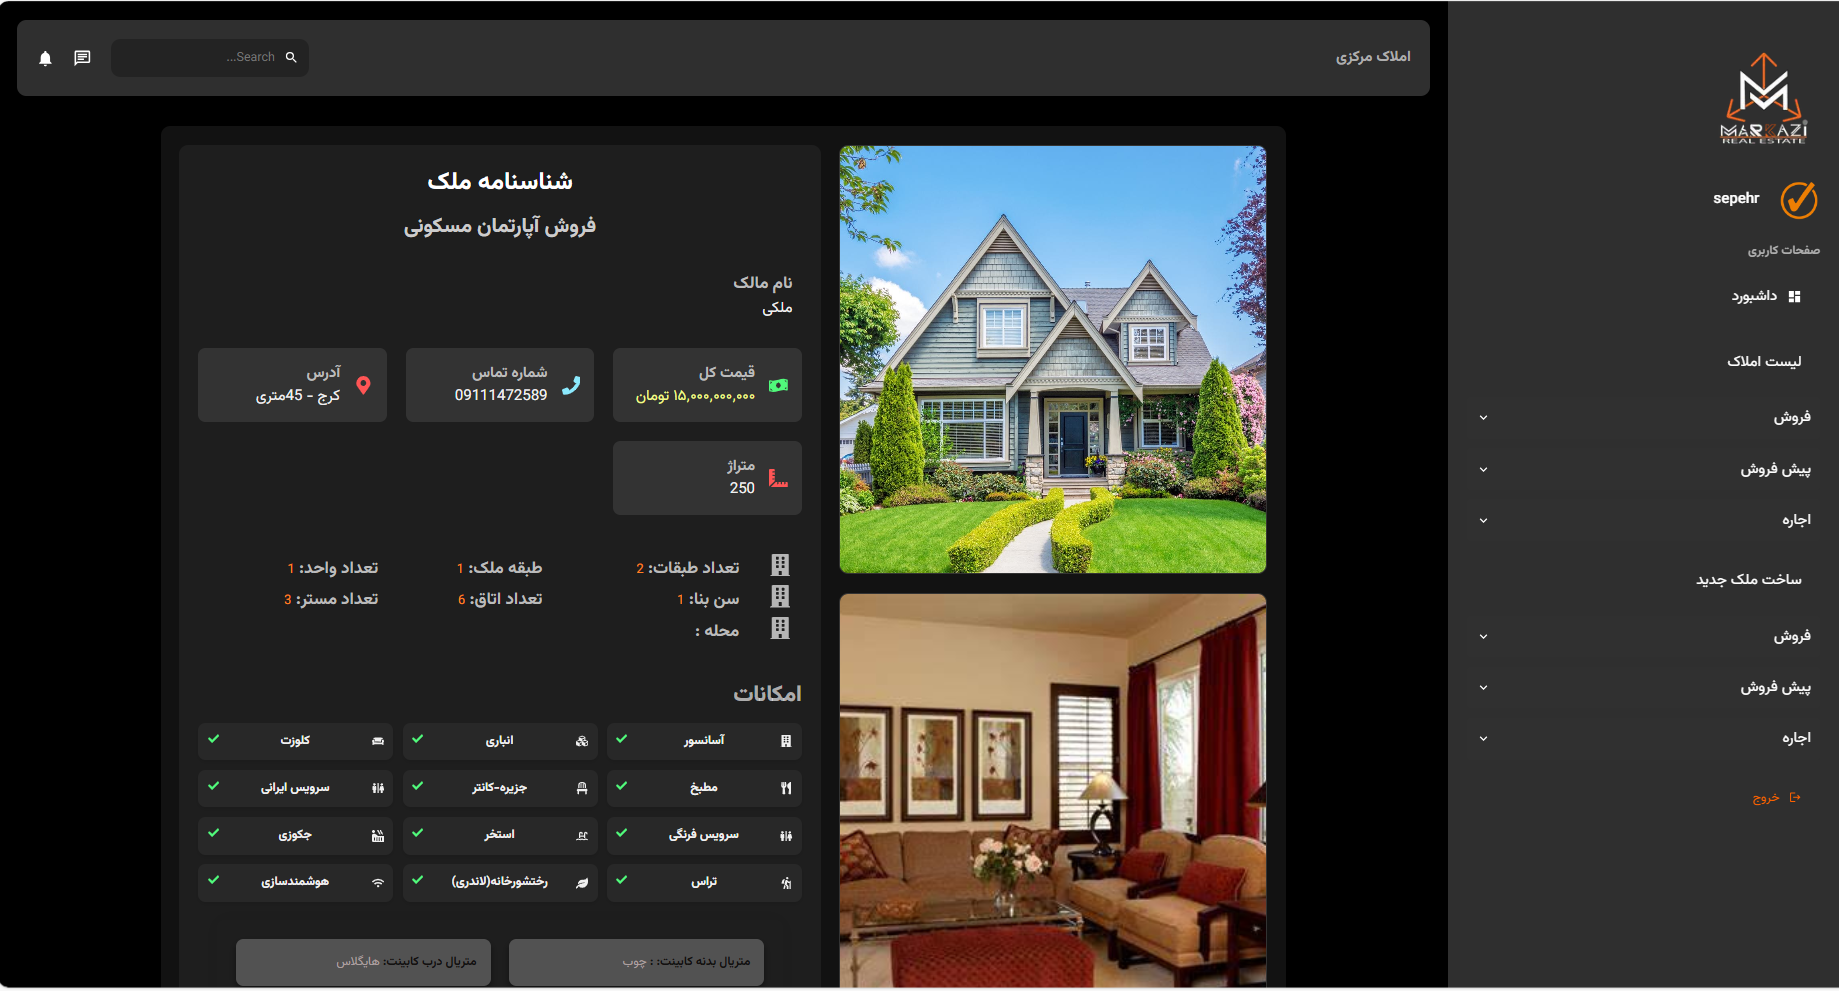 املاک مرکزی
Search...
MARKAZI
REAL ESTATE
sepehr
صفحات کاربری
داشبورد
لیست املاک
فروش
پیش فروش
اجاره
ساخت ملک جدید
فروش
پیش فروش
اجاره
خروج
شناسنامه ملک
فروش آپارتمان مسکونی
نام مالک
ملکی
قیمت کل
۱۵,۰۰۰,۰۰۰,۰۰۰ تومان
شماره تماس
09111472589
آدرس
کرج - 45متری
متراژ
250
تعداد طبقات: 2
طبقه ملک: 1
تعداد واحد: 1
سن بنا: 1
تعداد اتاق: 6
تعداد مستر: 3
محله :
امکانات
آسانسور
انباری
کلوزت
مطبخ
جزیره-کانتر
سرویس ایرانی
سرویس فرنگی
استخر
جکوزی
تراس
رختشورخانه(لاندری)
هوشمندسازی
متریال بدنه کابینت: : چوب
متریال درب کابینت: هایگلاس